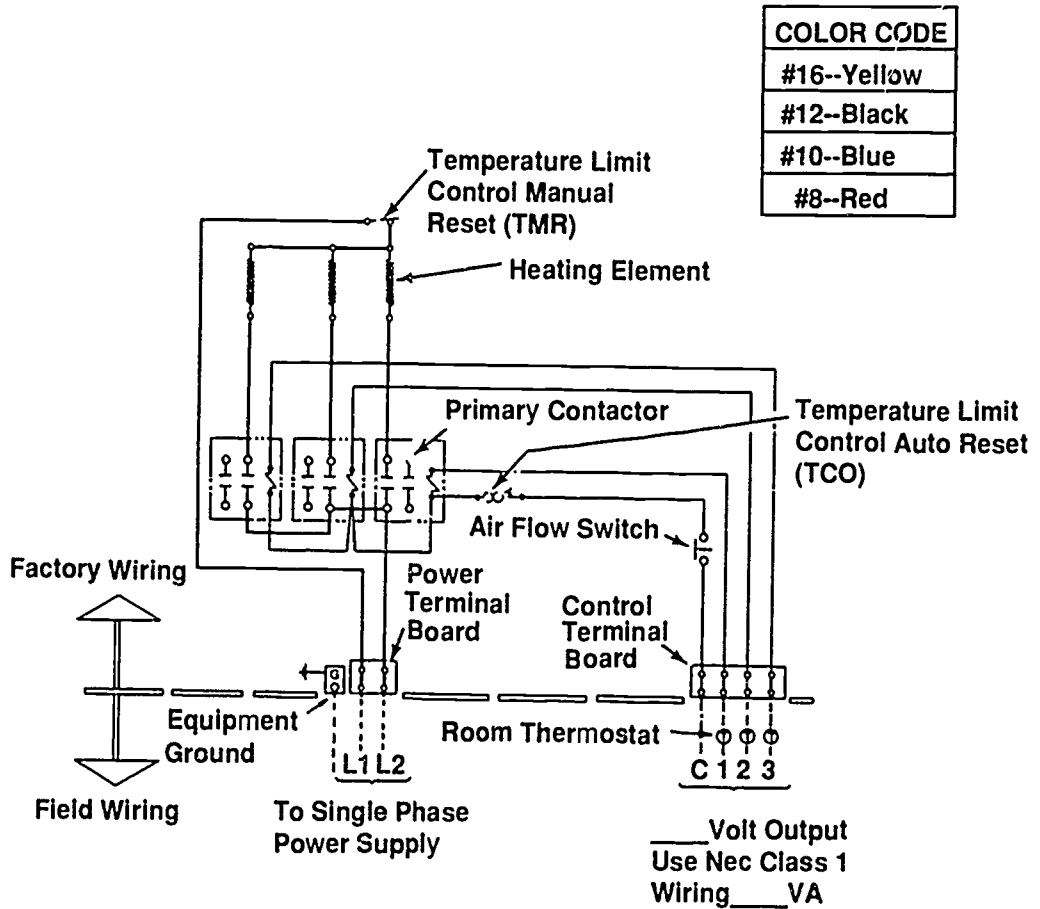 COLOR CODE
#16--Yellow
#12--Black
#10--Blue
#8--Red
Temperature Limit
Control Manual
Reset (TMR)
Heating Element
Primary Contactor
Temperature Limit
Control Auto Reset
(TCO)
Air Flow Switch
Factory Wiring
Power
Terminal
Board
Control
Terminal
Board
Equipment
Ground
Room Thermostat
L1 L2
C 1 2 3
Field Wiring
To Single Phase
Power Supply
____Volt Output
Use Nec Class 1
Wiring____VA